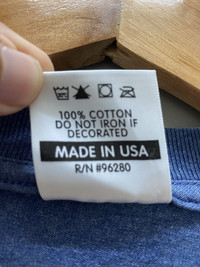 100% COTTON
DO NOT IRON IF
DECORATED
MADE IN USA
R/N #96280